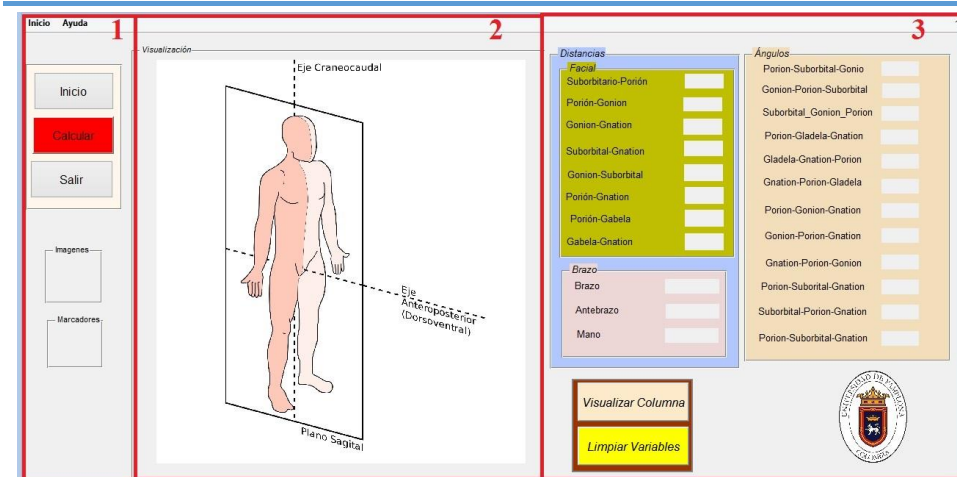 Inicio Ayuda
1
2
3
Inicio
Calcular
Salir
Imagenes
Marcadores
Visualización
Eje Craneocaudal
Eje
Anteroposterior
(Dorsoventral)
Plano Sagital
Distancias
Facial
Suborbitario-Porión
Porión-Gonion
Gonion-Gnation
Suborbital-Gnation
Gonion-Suborbital
Porión-Gnation
Porión-Gabela
Gabela-Gnation
Brazo
Brazo
Antebrazo
Mano
Visualizar Columna
Limpiar Variables
Ángulos
Porion-Suborbital-Gonio
Gonion-Porion-Suborbital
Suborbital_Gonion_Porion
Porion-Gladela-Gnation
Gladela-Gnation-Porion
Gnation-Porion-Gladela
Porion-Gonion-Gnation
Gonion-Porion-Gnation
Gnation-Porion-Gonion
Porion-Suborital-Gnation
Suborbital-Porion-Gnation
Porion-Suborbital-Gnation
UNIVERSIDAD DE PAMPLONA
COLOMBIA